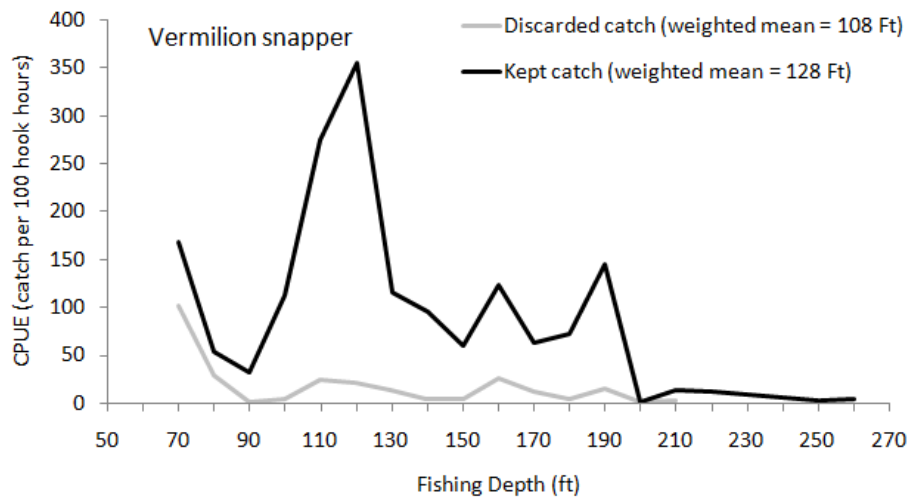 Vermilion snapper
Discarded catch (weighted mean = 108 Ft)
Kept catch (weighted mean = 128 Ft)
CPUE (catch per 100 hook hours)
400
350
300
250
200
150
100
50
0
50 70 90 110 130 150 170 190 210 230 250 270
Fishing Depth (ft)